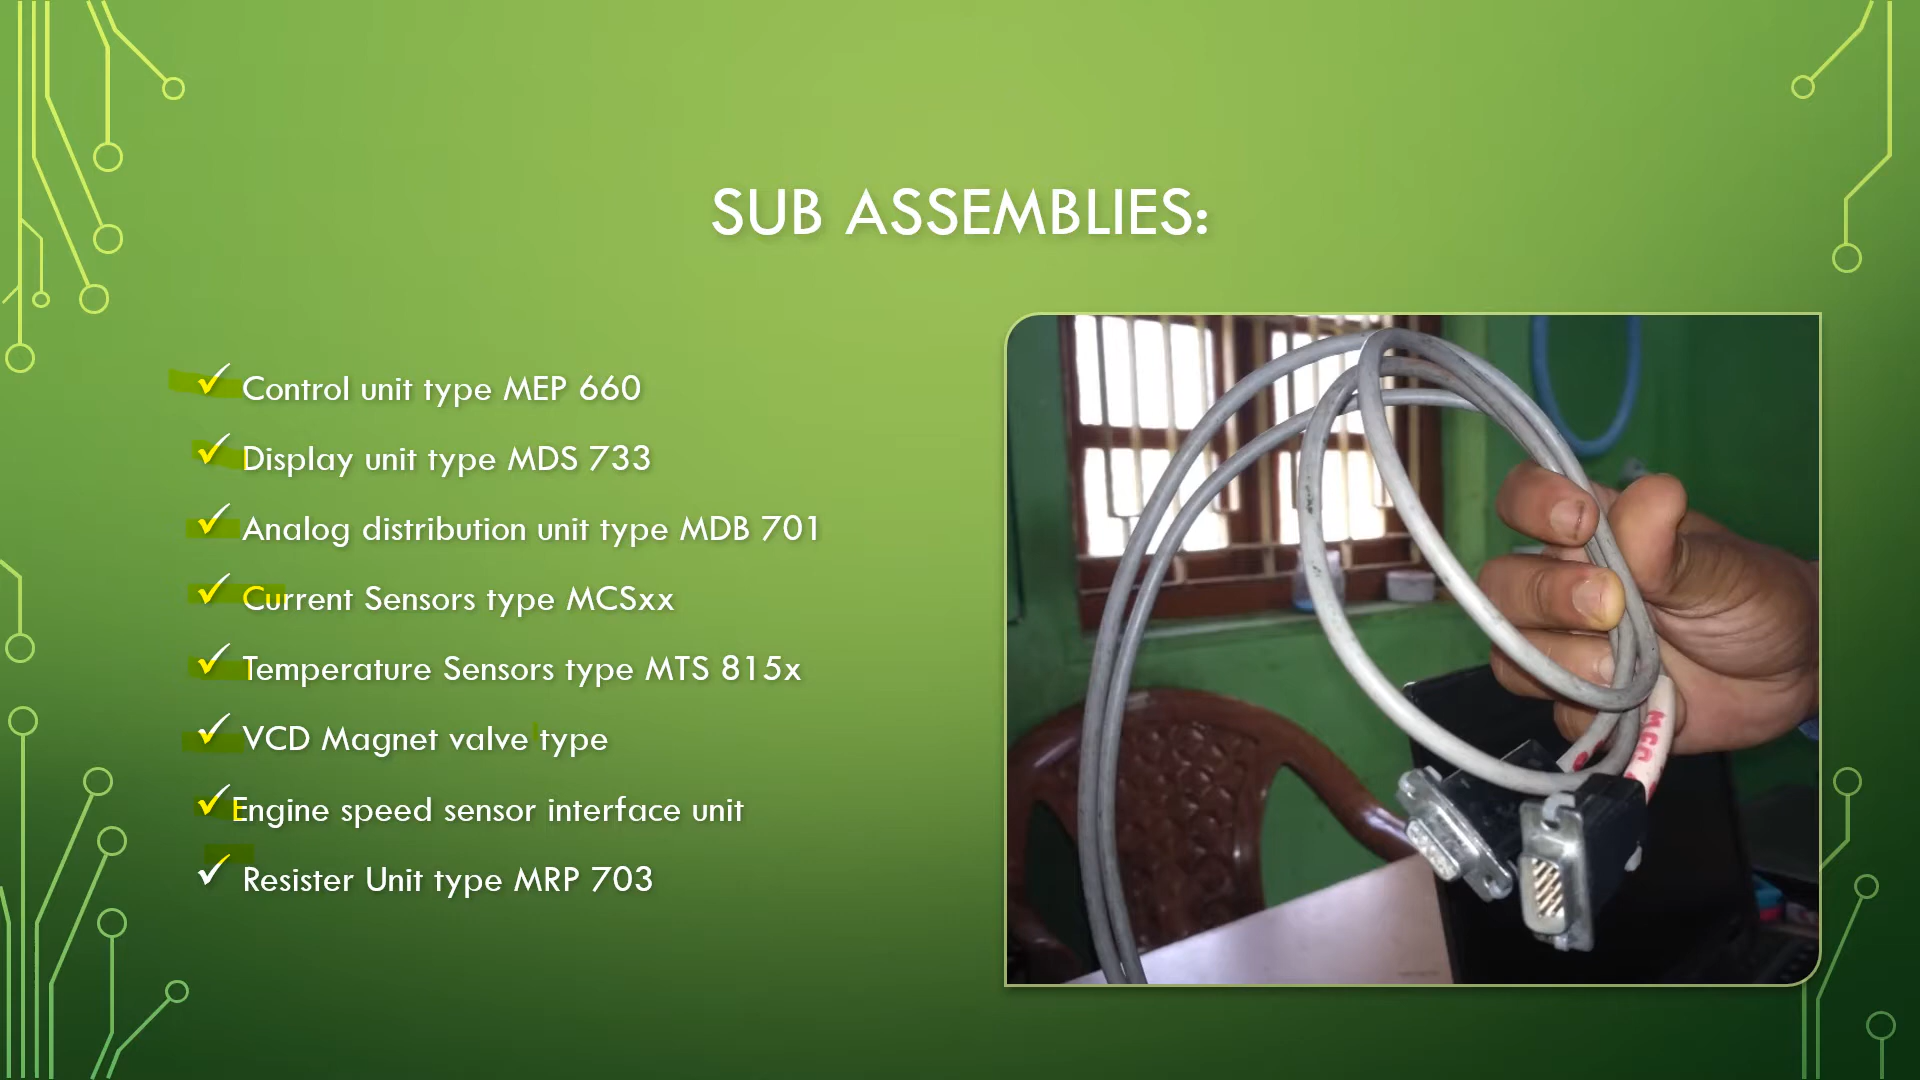 SUB ASSEMBLIES:
✓ Control unit type MEP 660
✓ Display unit type MDS 733
✓ Analog distribution unit type MDB 701
✓ Current Sensors type MCSxx
✓ Temperature Sensors type MTS 815x
✓ VCD Magnet valve type
✓ Engine speed sensor interface unit
✓ Resister Unit type MRP 703